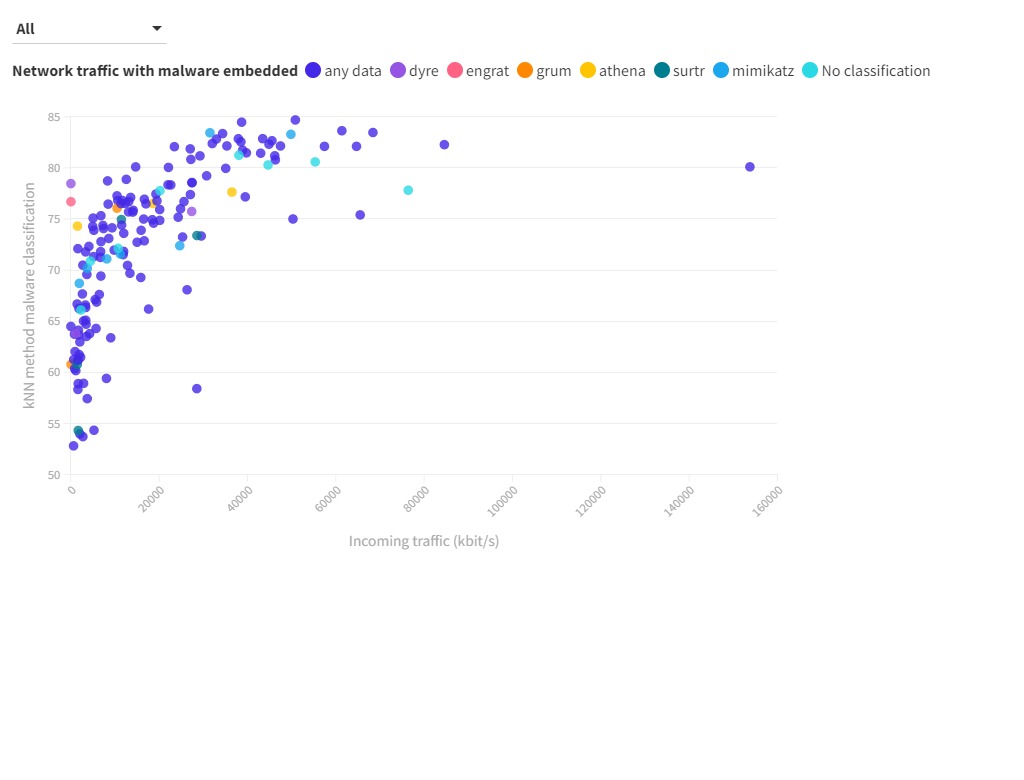 All
Network traffic with malware embedded any data dyre engrat grum athena surtr mimikatz No classification
85
80
75
70
65
60
55
50
kNN method malware classification
0 20000 40000 60000 80000 100000 120000 140000 160000
Incoming traffic (kbit/s)